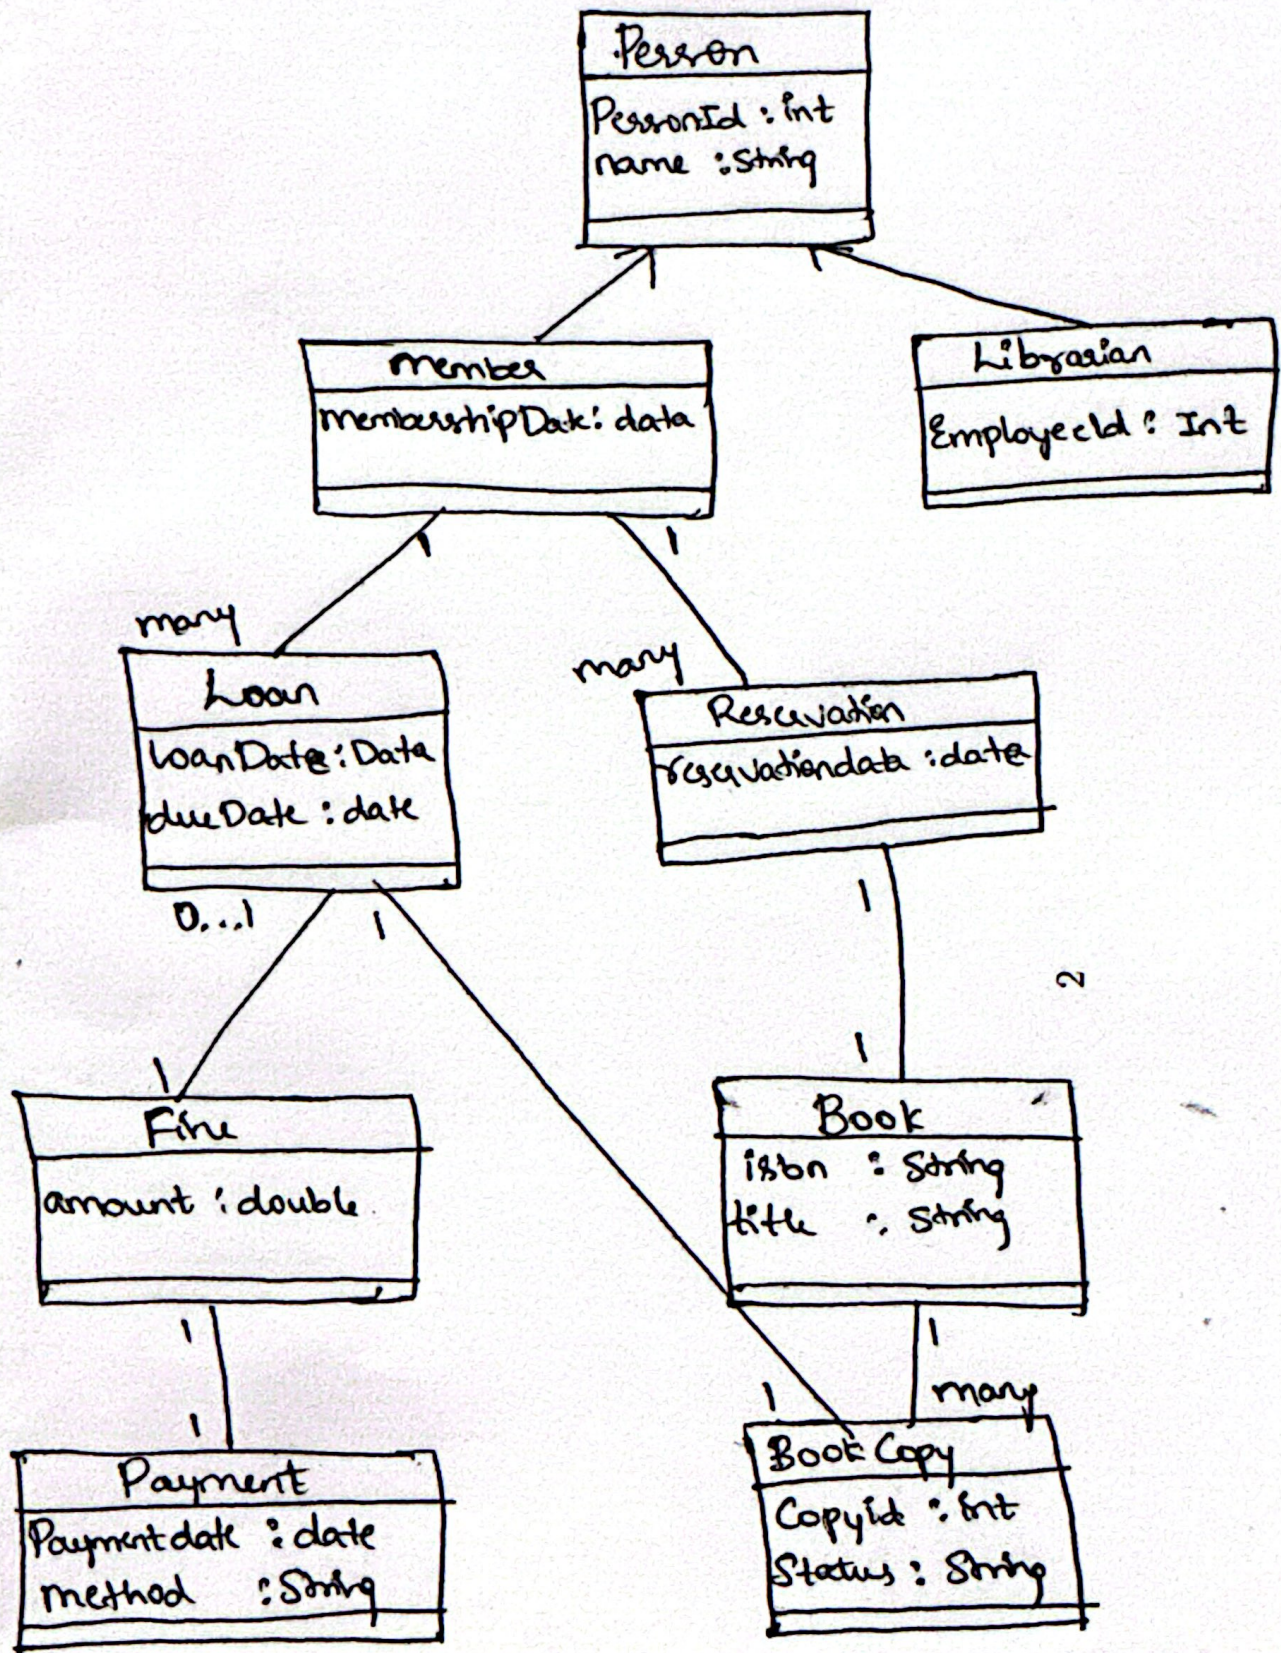 Person
PersonId : int
name : String
Member
membershipDate : data
Librarian
EmployeeId : Int
1
1
many
many
Loan
loanDate : Data
dueDate : date
Reservation
reservationdata : date
0...1
1
1
2
1
1
Fine
amount : double
Book
isbn : String
title : String
1
1
1
1
many
Payment
Paymentdate : date
method : String
Book Copy
Copyid : int
Status : String